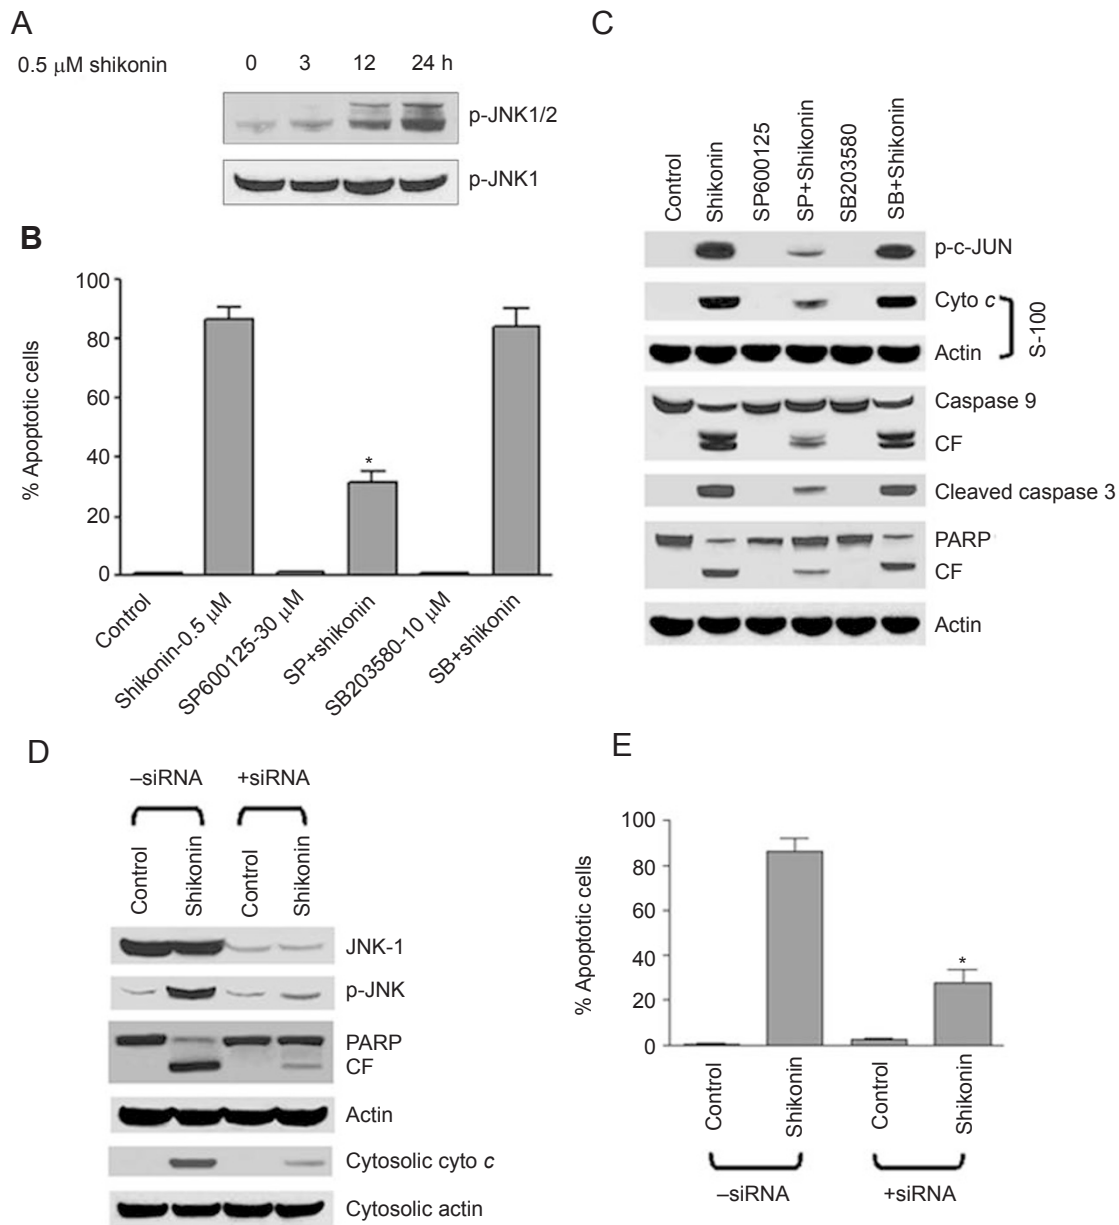 A
0.5 μM shikonin 0 3 12 24 h
p-JNK1/2
p-JNK1
B
100
80
60
40
20
0
% Apoptotic cells
*
Control
Shikonin-0.5 μM
SP600125-30 μM
SP+shikonin
SB203580-10 μM
SB+shikonin
C
Control
Shikonin
SP600125
SP+Shikonin
SB203580
SB+Shikonin
p-c-JUN
Cyto c
Actin
S-100
Caspase 9
CF
Cleaved caspase 3
PARP
CF
Actin
D
–siRNA +siRNA
Control
Shikonin
Control
Shikonin
JNK-1
p-JNK
PARP
CF
Actin
Cytosolic cyto c
Cytosolic actin
E
100
80
60
40
20
0
% Apoptotic cells
*
Control
Shikonin
Control
Shikonin
–siRNA +siRNA